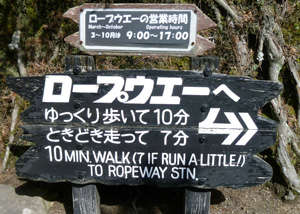 ロープウエーの営業時間
March〜October Operating hours
3〜10月は 9:00〜17:00
ロープウエーへ
ゆっくり歩いて10分
ときどき走って 7分
10 MIN. WALK (7 IF RUN A LITTLE!)
TO ROPEWAY STN.